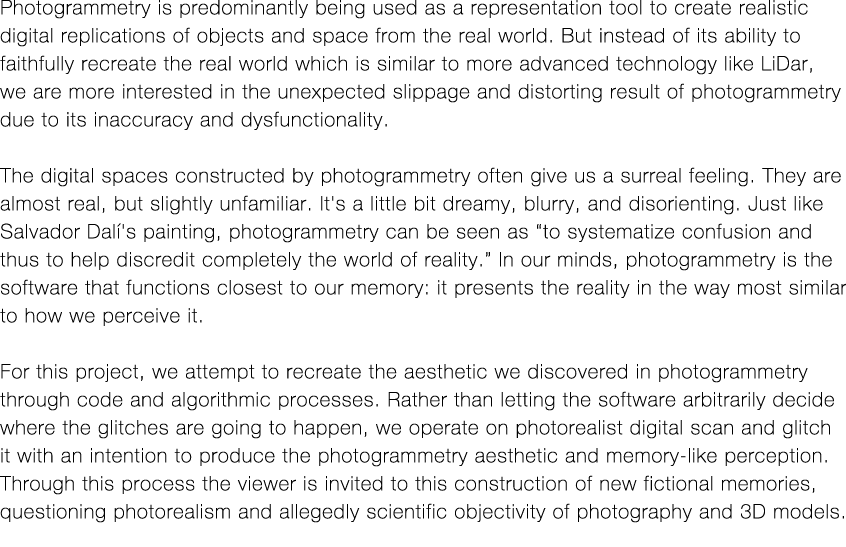 Photogrammetry is predominantly being used as a representation tool to create realistic
digital replications of objects and space from the real world. But instead of its ability to
faithfully recreate the real world which is similar to more advanced technology like LiDar,
we are more interested in the unexpected slippage and distorting result of photogrammetry
due to its inaccuracy and dysfunctionality.
The digital spaces constructed by photogrammetry often give us a surreal feeling. They are
almost real, but slightly unfamiliar. It's a little bit dreamy, blurry, and disorienting. Just like
Salvador Dalí's painting, photogrammetry can be seen as “to systematize confusion and
thus to help discredit completely the world of reality.” In our minds, photogrammetry is the
software that functions closest to our memory: it presents the reality in the way most similar
to how we perceive it.
For this project, we attempt to recreate the aesthetic we discovered in photogrammetry
through code and algorithmic processes. Rather than letting the software arbitrarily decide
where the glitches are going to happen, we operate on photorealist digital scan and glitch
it with an intention to produce the photogrammetry aesthetic and memory-like perception.
Through this process the viewer is invited to this construction of new fictional memories,
questioning photorealism and allegedly scientific objectivity of photography and 3D models.